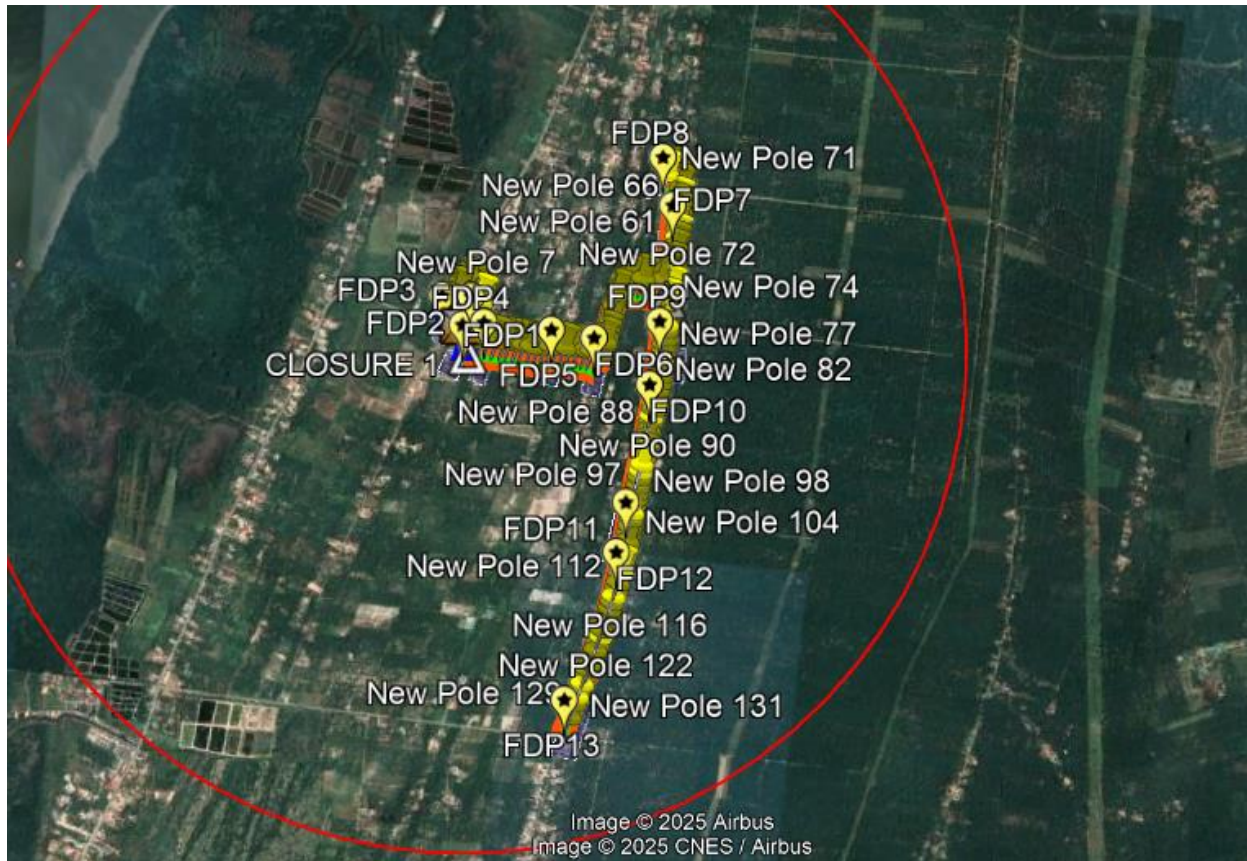 FDP8
New Pole 71
New Pole 66
FDP7
New Pole 61
New Pole 72
New Pole 7
FDP3
FDP4
FDP9
New Pole 74
FDP2
FDP1
New Pole 77
CLOSURE 1
FDP5
FDP6
New Pole 82
New Pole 88
FDP10
New Pole 90
New Pole 97
New Pole 98
FDP11
New Pole 104
New Pole 112
FDP12
New Pole 116
New Pole 122
New Pole 129
New Pole 131
FDP13
Image © 2025 Airbus
Image © 2025 CNES / Airbus